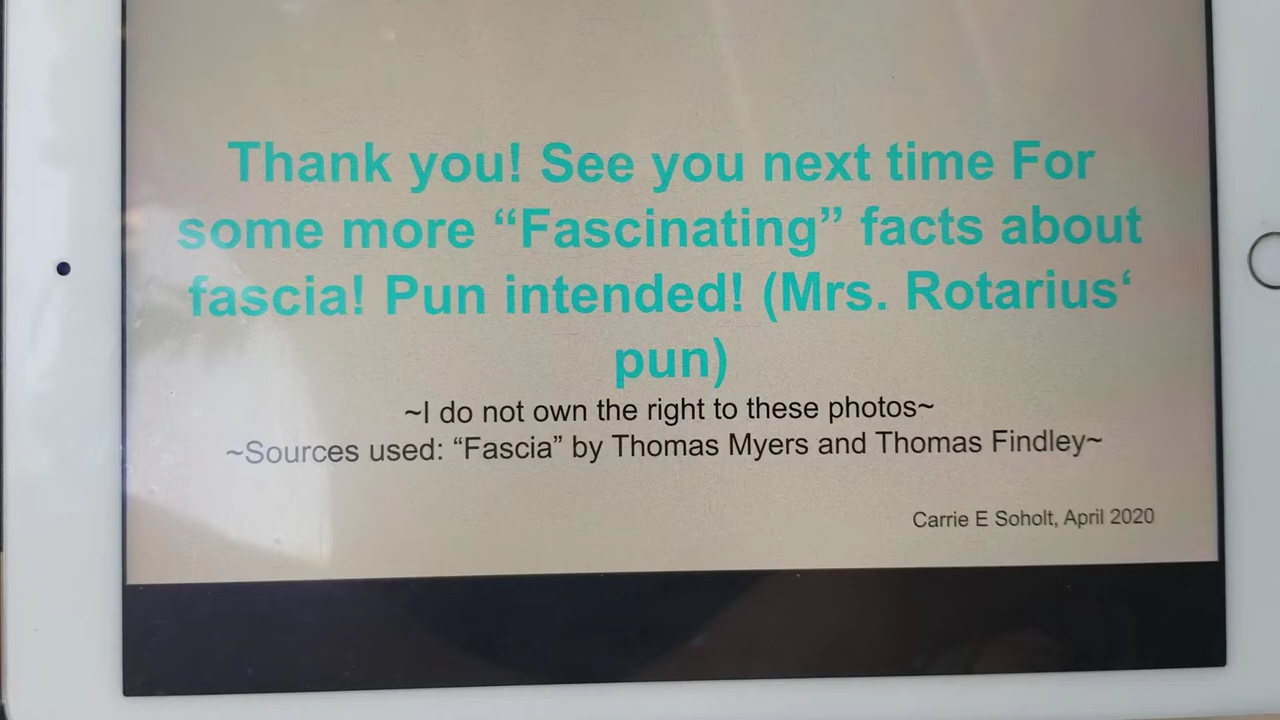 Thank you! See you next time For
some more “Fascinating” facts about
fascia! Pun intended! (Mrs. Rotarius‘
pun)
~I do not own the right to these photos~
~Sources used: “Fascia” by Thomas Myers and Thomas Findley~
Carrie E Soholt, April 2020